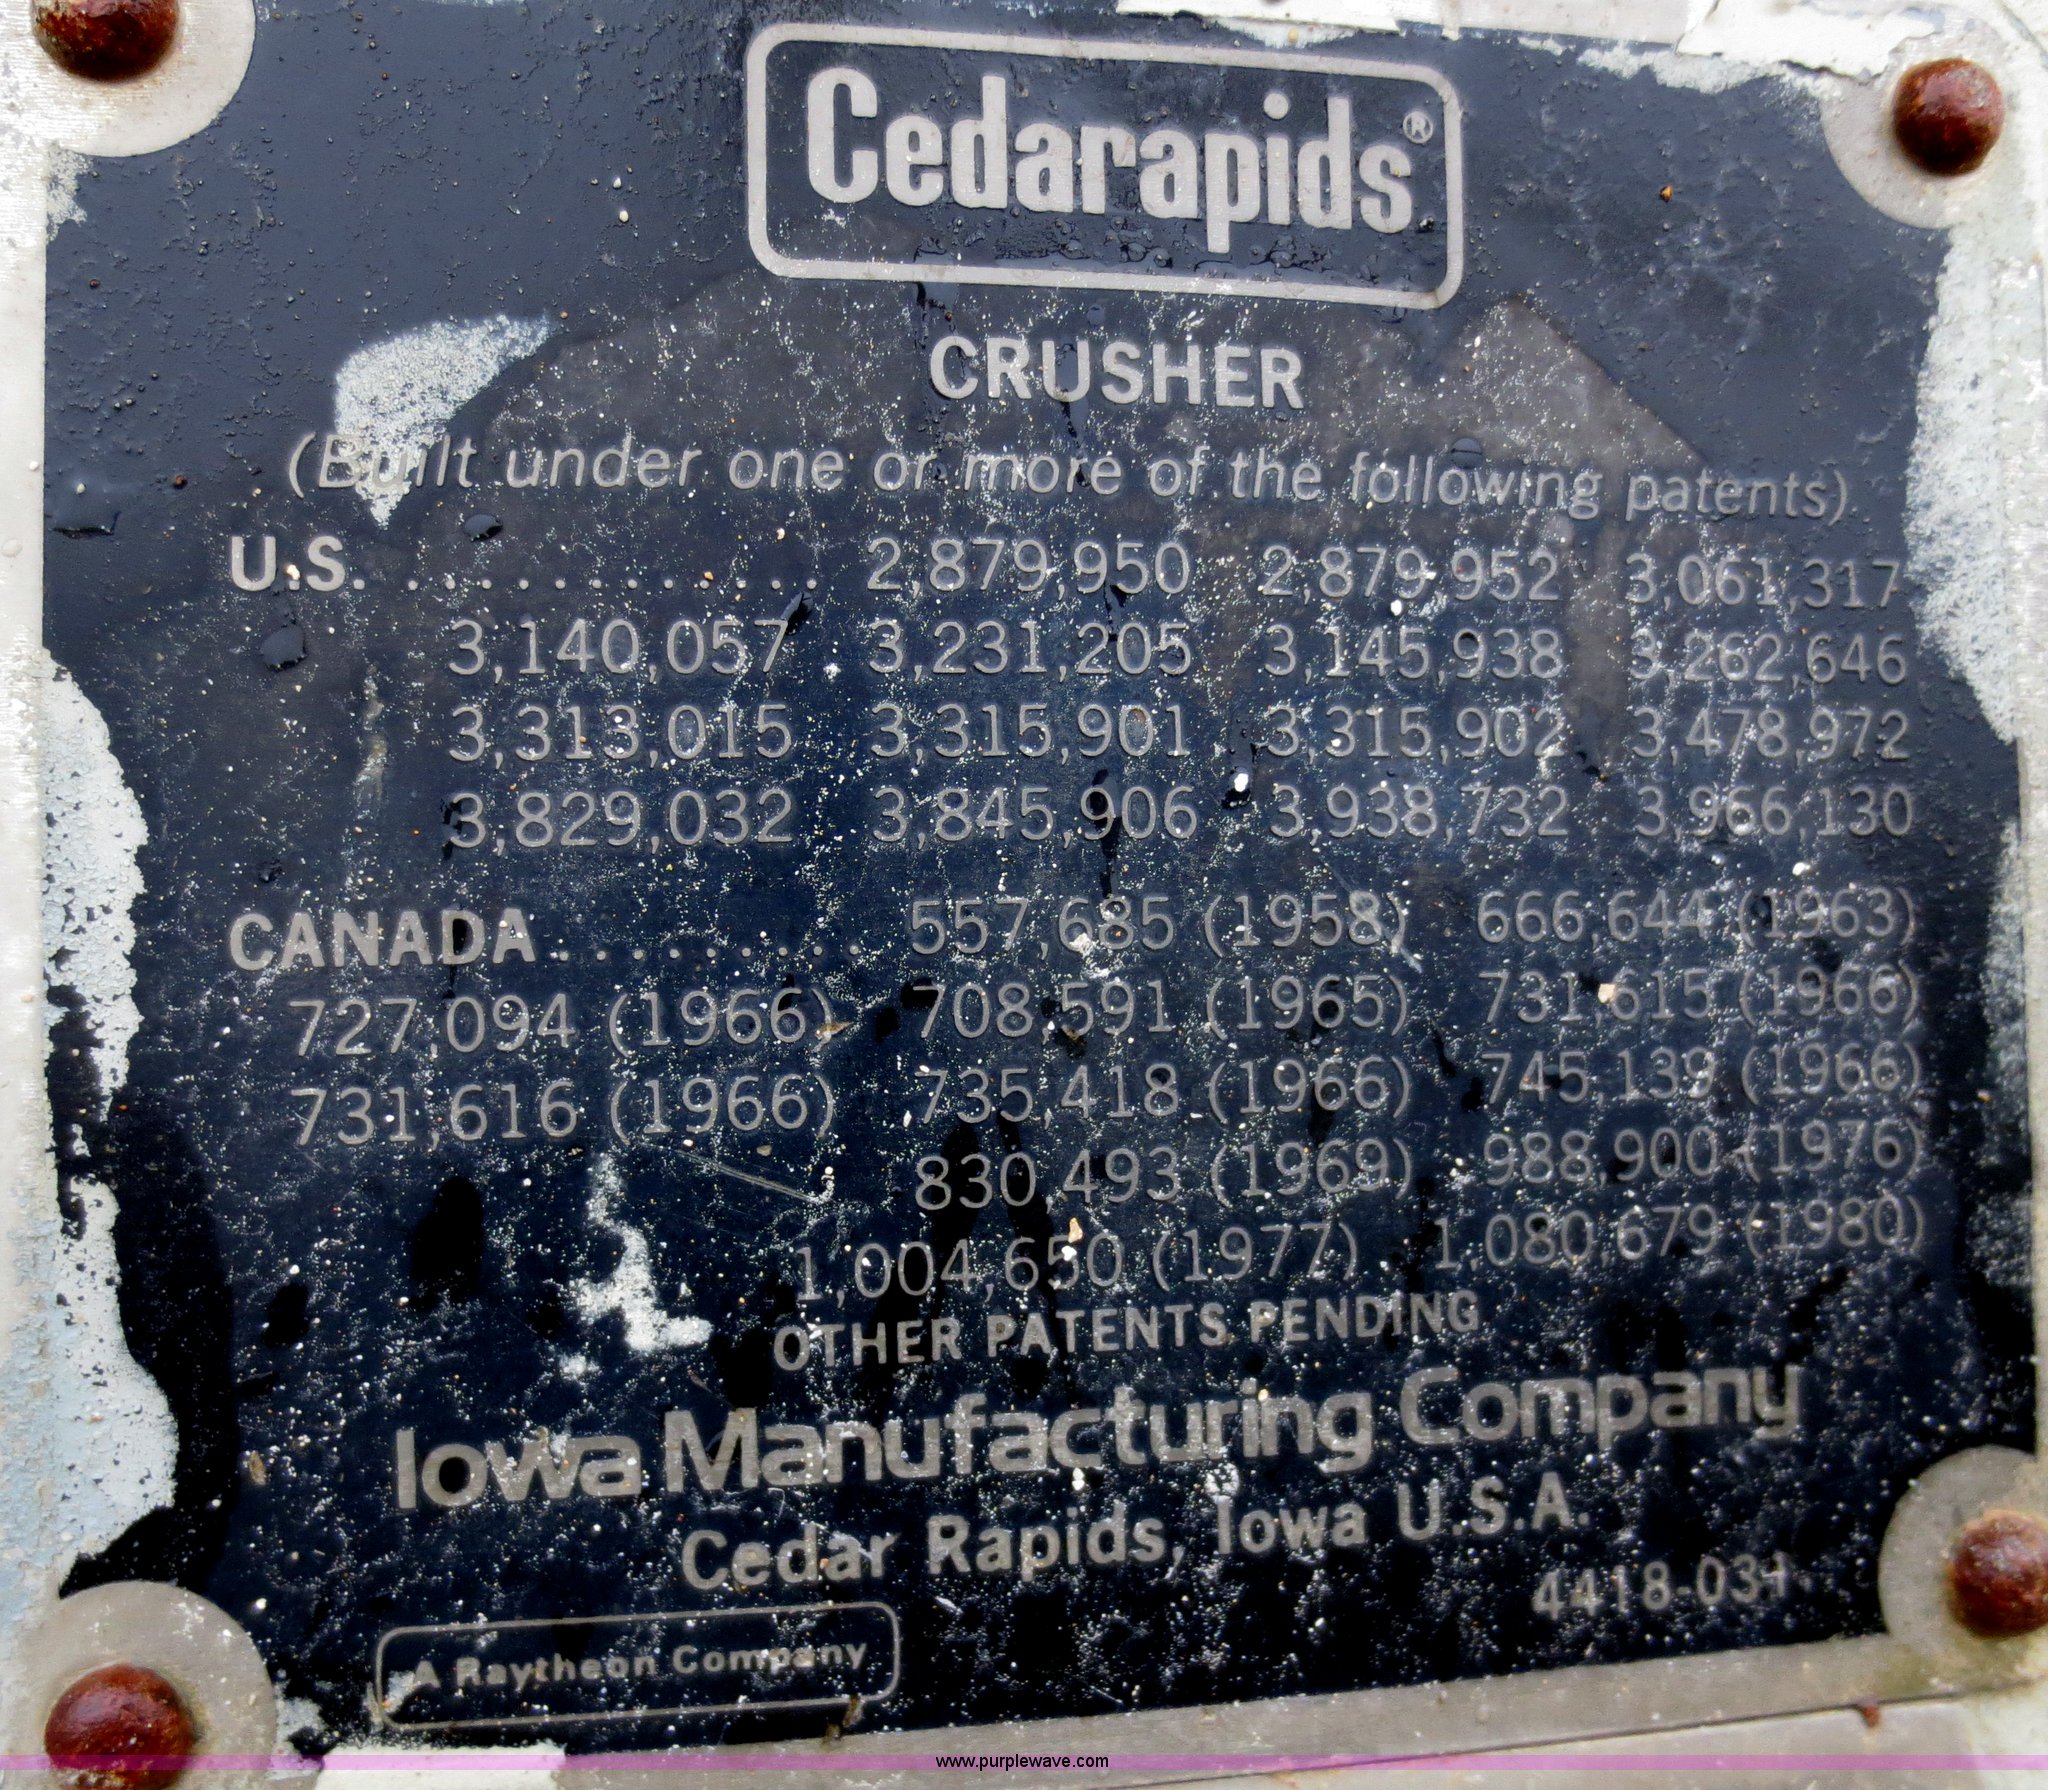 Cedarapids®
CRUSHER
(Built under one or more of the following patents)
U.S. . . . . . . . . . . . . 2,879,950 2,879,952 3,061,317
3,140,057 3,231,205 3,145,938 3,262,646
3,313,015 3,315,901 3,315,902 3,478,972
3,829,032 3,845,906 3,938,732 3,966,130
CANADA . . . . . . . . . 557,685 (1958) 666,644 (1963)
727,094 (1966) 708,591 (1965) 731,615 (1966)
731,616 (1966) 735,418 (1966) 745,139 (1966)
830,493 (1969) 988,900 (1976)
1,004,650 (1977) 1,080,679 (1980)
OTHER PATENTS PENDING
Iowa Manufacturing Company
Cedar Rapids, Iowa U.S.A.
A Raytheon Company
www.purplewave.com